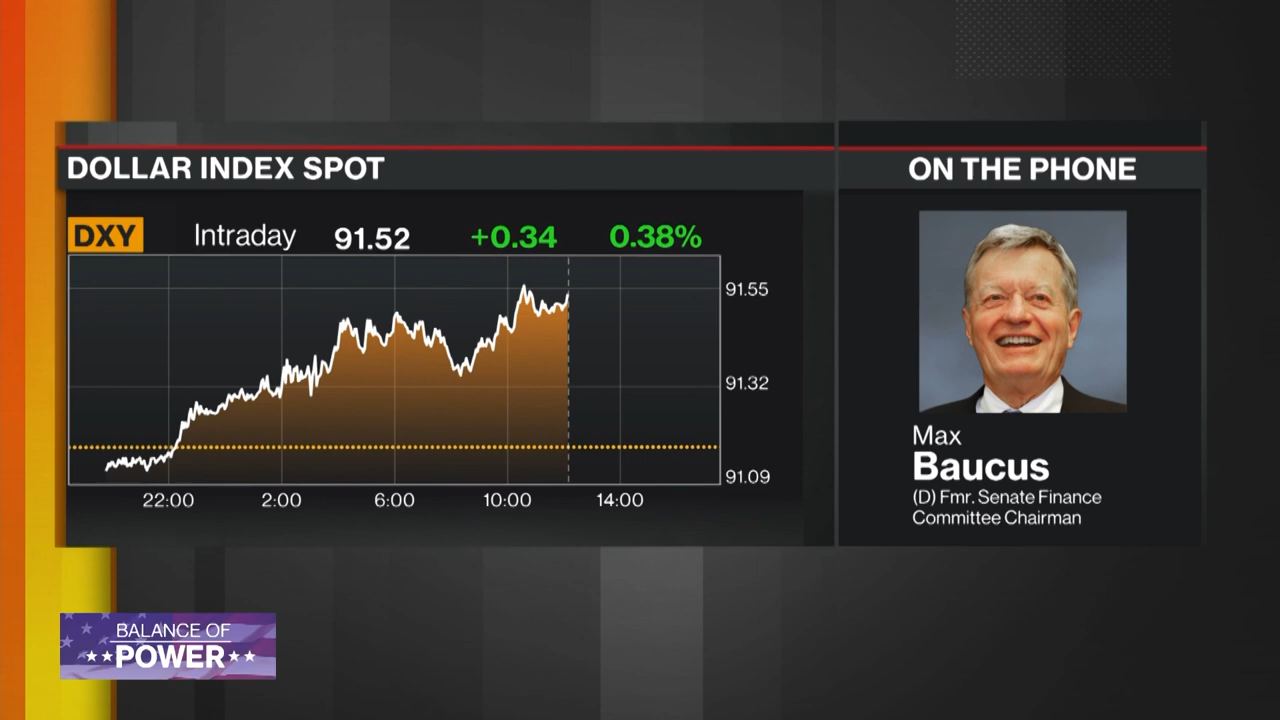 DOLLAR INDEX SPOT
DXY Intraday 91.52 +0.34 0.38%
91.55
91.32
91.09
22:00 2:00 6:00 10:00 14:00
ON THE PHONE
Max
Baucus
(D) Fmr. Senate Finance
Committee Chairman
BALANCE OF
POWER